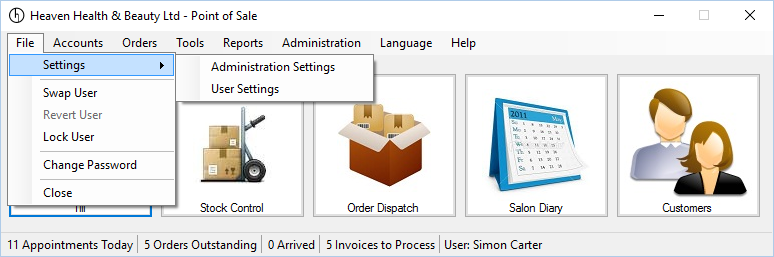 Heaven Health & Beauty Ltd - Point of Sale
File Accounts Orders Tools Reports Administration Language Help
Settings
Administration Settings
User Settings
Swap User
Revert User
Lock User
Change Password
Close
2011 May
Till
Stock Control
Order Dispatch
Salon Diary
Customers
11 Appointments Today 5 Orders Outstanding 0 Arrived 5 Invoices to Process User: Simon Carter